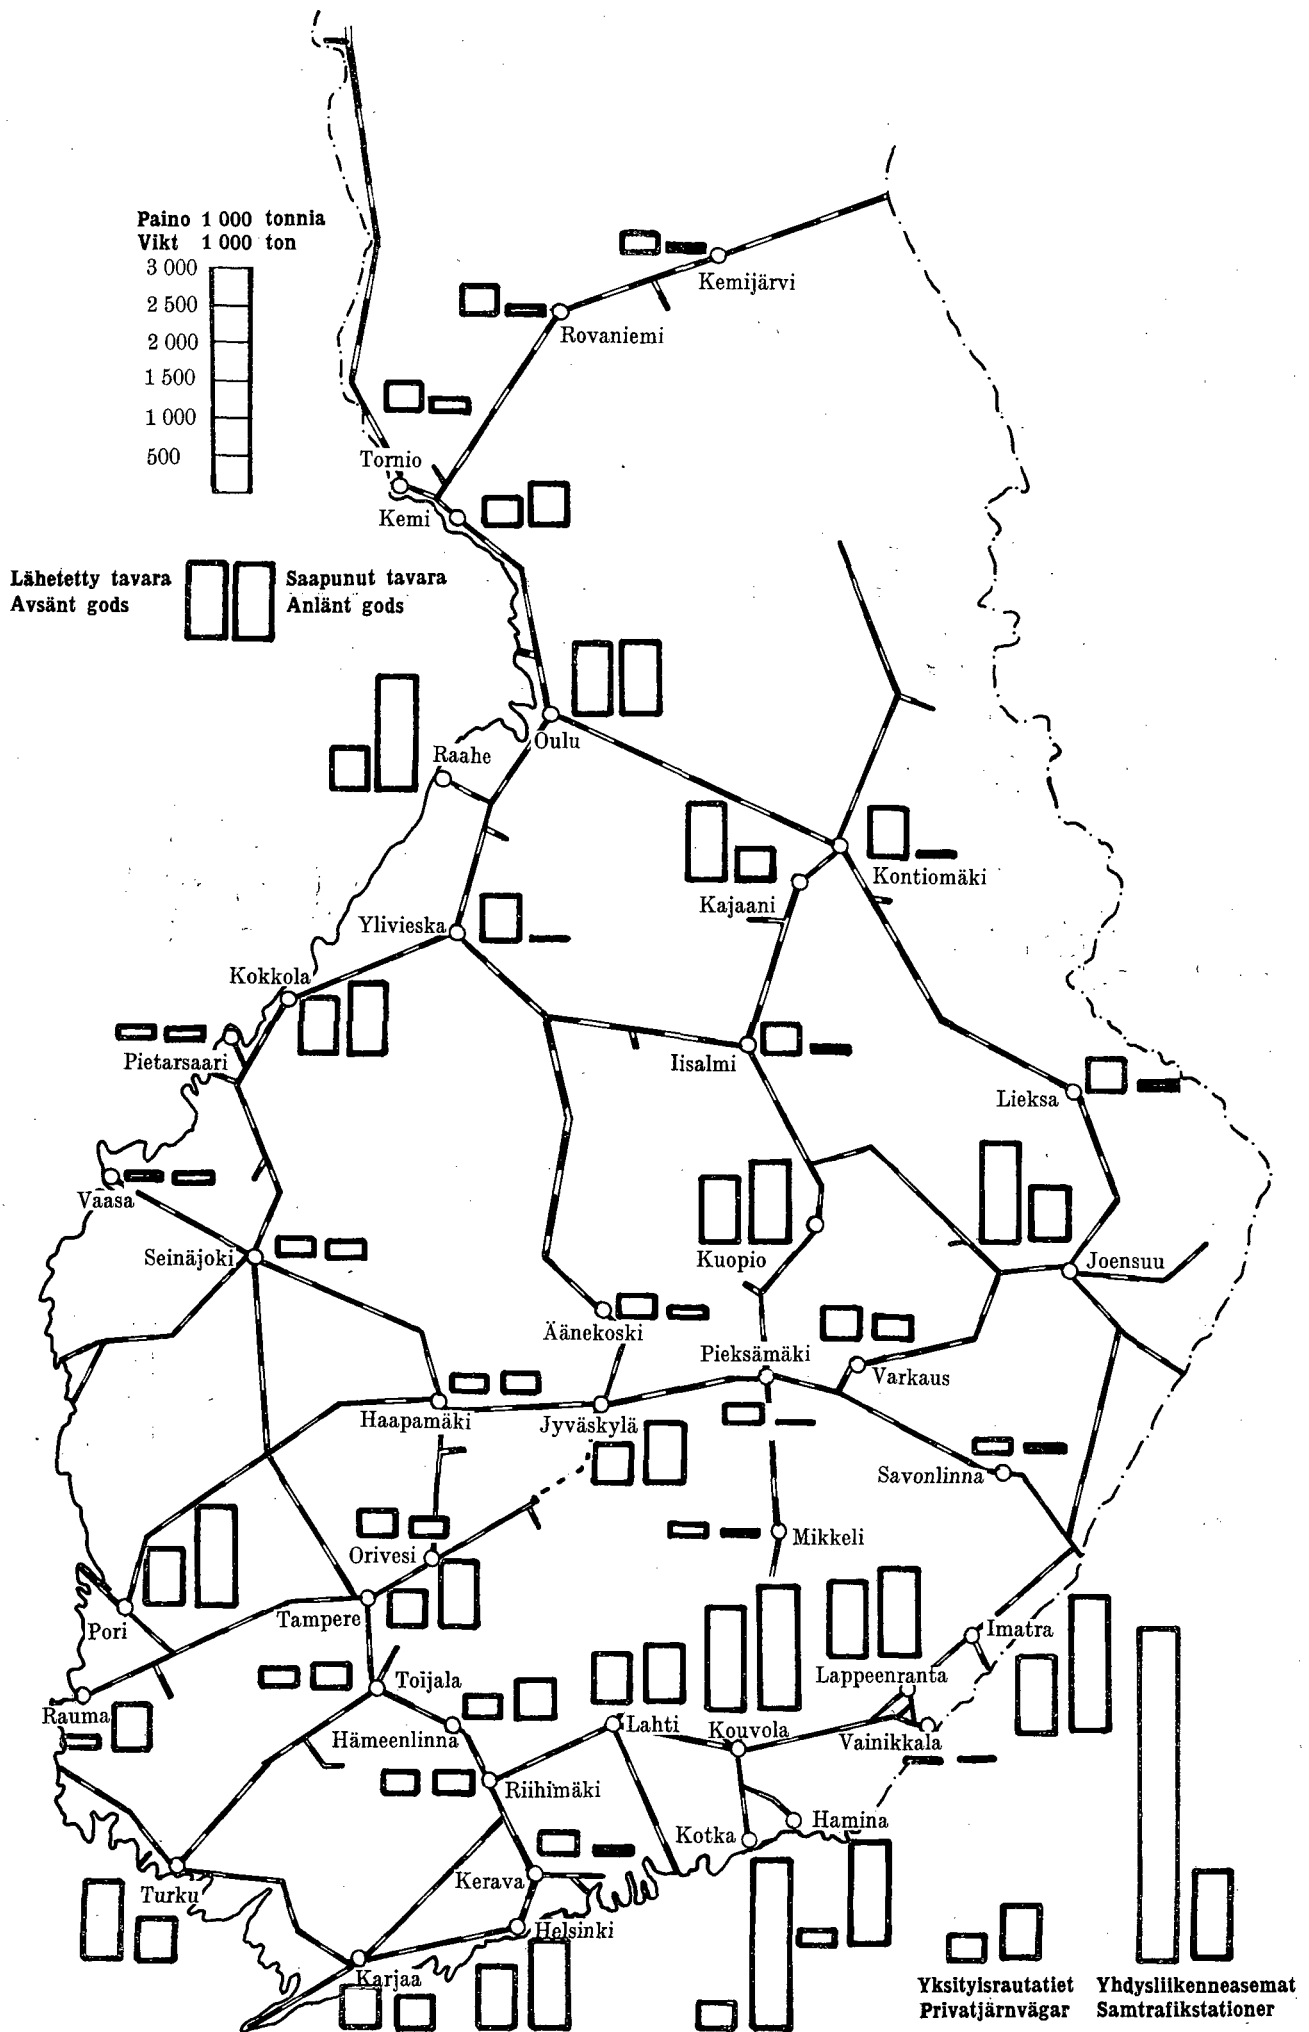 Paino 1 000 tonnia
Vikt 1 000 ton
3 000
2 500
2 000
1 500
1 000
500
Kemijärvi
Rovaniemi
Tornio
Kemi
Lähetetty tavara
Avsänt gods
Saapunut tavara
Anlänt gods
Oulu
Raahe
Kontiomäki
Kajaani
Ylivieska
Kokkola
Pietarsaari
Iisalmi
Lieksa
Vaasa
Seinäjoki
Kuopio
Joensuu
Äänekoski
Pieksämäki
Varkaus
Haapamäki
Jyväskylä
Savonlinna
Mikkeli
Orivesi
Tampere
Pori
Imatra
Lappeenranta
Toijala
Rauma
Hämeenlinna
Lahti
Kouvola
Vainikkala
Riihimäki
Hamina
Kotka
Kerava
Turku
Helsinki
Karjaa
Yksityisrautatiet
Privatjärnvägar
Yhdysliikenneasemat
Samtrafikstationer